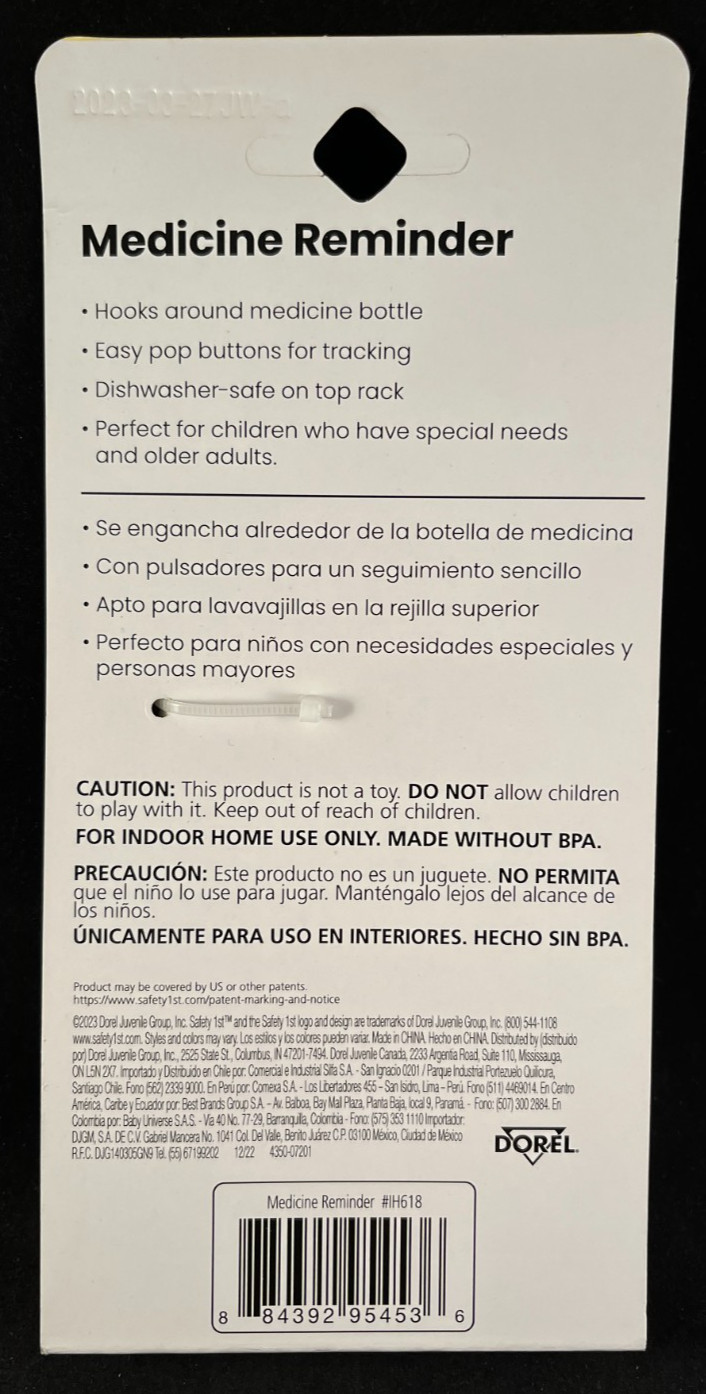 Medicine Reminder
• Hooks around medicine bottle
• Easy pop buttons for tracking
• Dishwasher-safe on top rack
• Perfect for children who have special needs
and older adults.
• Se engancha alrededor de la botella de medicina
• Con pulsadores para un seguimiento sencillo
• Apto para lavavajillas en la rejilla superior
• Perfecto para niños con necesidades especiales y
personas mayores
CAUTION: This product is not a toy. DO NOT allow children
to play with it. Keep out of reach of children.
FOR INDOOR HOME USE ONLY. MADE WITHOUT BPA.
PRECAUCIÓN: Este producto no es un juguete. NO PERMITA
que el niño lo use para jugar. Manténgalo lejos del alcance de
los niños.
ÚNICAMENTE PARA USO EN INTERIORES. HECHO SIN BPA.
Product may be covered by US or other patents.
https://www.safety1st.com/patent-marking-and-notice
©2023 Dorel Juvenile Group, Inc. Safety 1st™ and the Safety 1st logo and design are trademarks of Dorel Juvenile Group, Inc. (800) 544-1108
www.safety1st.com. Styles and colors may vary. Los estilos y los colores pueden variar. Made in CHINA. Hecho en CHINA. Distributed by (distribuido
por) Dorel Juvenile Group, Inc., 2525 State St., Columbus, IN 47201-7494. Dorel Juvenile Canada, 2233 Argentia Road, Suite 110, Mississauga,
ON L5N 2X7. Importado y Distribuido en Chile por: Comercial e Industrial Silfa S.A. - San Ignacio 0201 / Parque Industrial Portezuelo Quilicura,
Santiago Chile. Fono (562) 2339 9000. En Perú por: Comexa S.A. - Los Libertadores 455 - San Isidro, Lima - Perú. Fono (511) 4469014. En Centro
América, Caribe y Ecuador por: Best Brands Group S.A. - Av. Balboa, Bay Mall Plaza, Planta Baja, local 9, Panamá. - Fono: (507) 300 2884. En
Colombia por: Baby Universe S.A.S. - Vía 40 No. 77-29, Barranquilla, Colombia - Fono: (575) 353 1110 Importador:
DJGM, S.A. DE C.V. Gabriel Mancera No. 1041 Col. Del Valle, Benito Juárez C.P. 03100 México, Ciudad de México
R.F.C. DJG140305GN9 Tel. (55) 67199202 12/22 4350-07201
DOREL.
Medicine Reminder #IH618
8 84392 95453 6